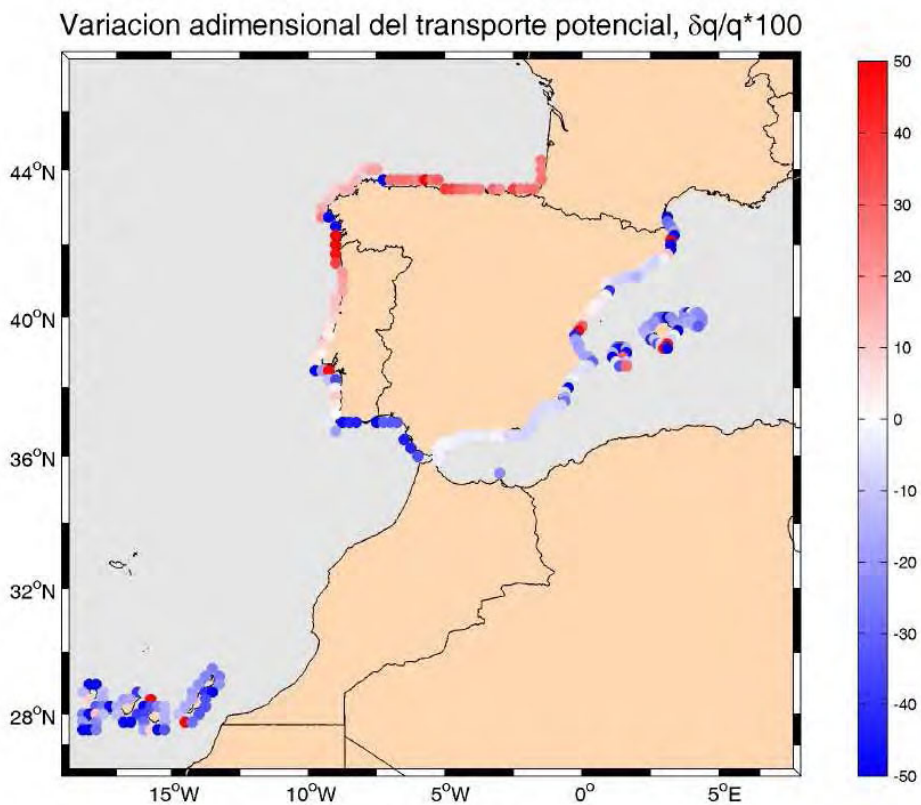 Variacion adimensional del transporte potencial, δq/q*100
50
40
30
20
10
0
-10
-20
-30
-40
-50
44°N
40°N
36°N
32°N
28°N
15°W
10°W
5°W
0°
5°E